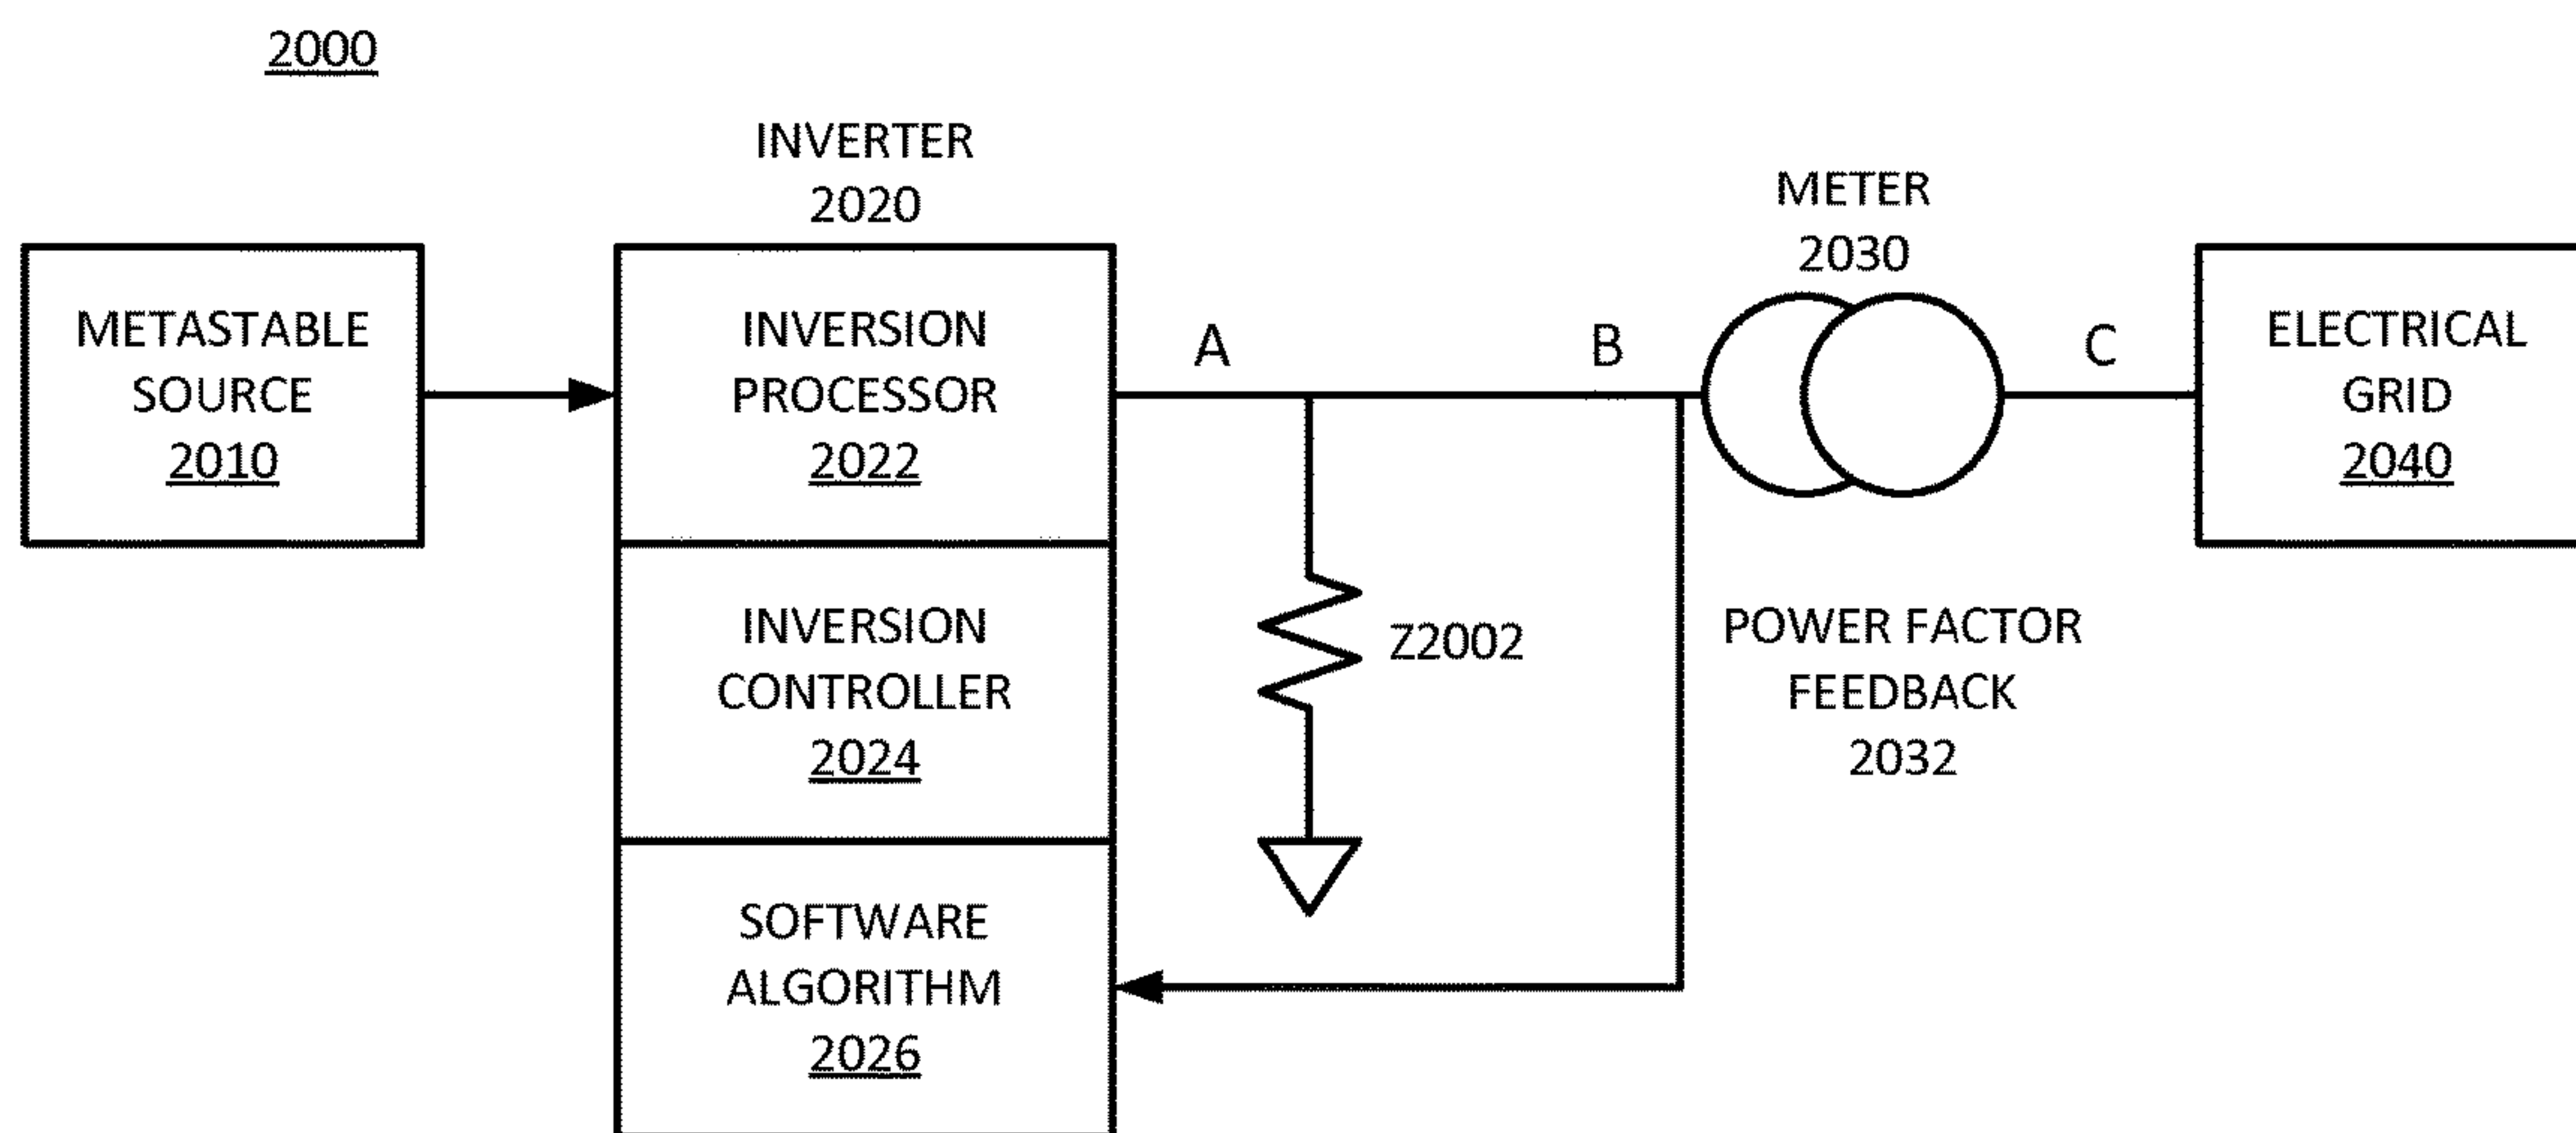 2000
INVERTER
2020
METER
2030
METASTABLE
SOURCE
2010
INVERSION
PROCESSOR
2022
A
B
C
ELECTRICAL
GRID
2040
INVERSION
CONTROLLER
2024
Z2002
POWER FACTOR
FEEDBACK
2032
SOFTWARE
ALGORITHM
2026